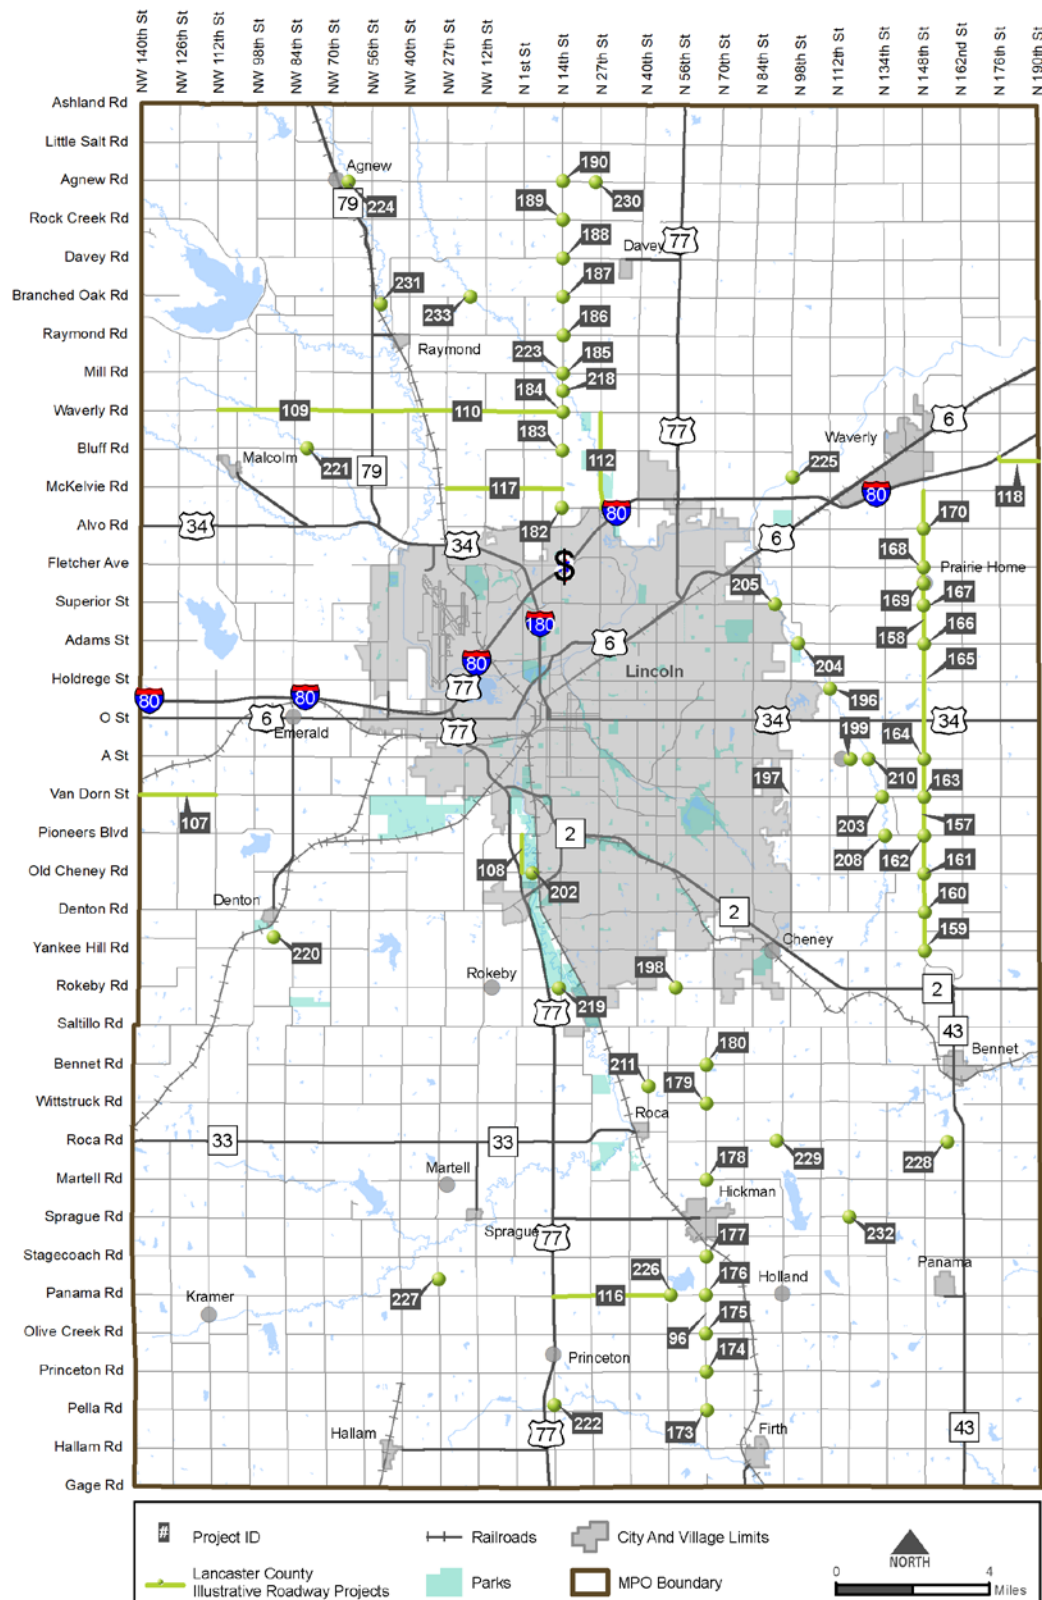 NW 140th St
NW 126th St
NW 112th St
NW 98th St
NW 84th St
NW 70th St
NW 56th St
NW 40th St
NW 27th St
NW 12th St
N 1st St
N 14th St
N 27th St
N 40th St
N 56th St
N 70th St
N 84th St
N 98th St
N 112th St
N 134th St
N 148th St
N 162nd St
N 176th St
N 190th St
Ashland Rd
Little Salt Rd
Agnew Rd
Rock Creek Rd
Davey Rd
Branched Oak Rd
Raymond Rd
Mill Rd
Waverly Rd
Bluff Rd
McKelvie Rd
Alvo Rd
Fletcher Ave
Superior St
Adams St
Holdrege St
O St
A St
Van Dorn St
Pioneers Blvd
Old Cheney Rd
Denton Rd
Yankee Hill Rd
Rokeby Rd
Saltillo Rd
Bennet Rd
Wittstruck Rd
Roca Rd
Martell Rd
Sprague Rd
Stagecoach Rd
Panama Rd
Olive Creek Rd
Princeton Rd
Pella Rd
Hallam Rd
Gage Rd
Agnew
190
79
224
189
230
188
Davey
77
231
187
233
186
Raymond
223
185
218
184
109
110
6
183
77
Waverly
Malcolm
221
79
112
225
117
118
80
80
34
182
170
34
6
$
168
Prairie Home
205
169
167
180
158
166
6
204
80
Lincoln
165
77
196
80
80
6
Emerald
77
34
199
164
34
197
210
163
107
203
157
2
208
162
161
108
202
160
Denton
2
159
Cheney
220
Rokeby
198
2
77
219
43
180
Bennet
211
179
Roca
33
33
229
228
178
Martell
Hickman
Sprague
77
177
232
226
176
Holland
Panama
227
116
Kramer
175
96
174
Princeton
222
173
Hallam
77
Firth
43
# Project ID
Railroads
City And Village Limits
NORTH
Lancaster County
Illustrative Roadway Projects
Parks
MPO Boundary
0 4
Miles